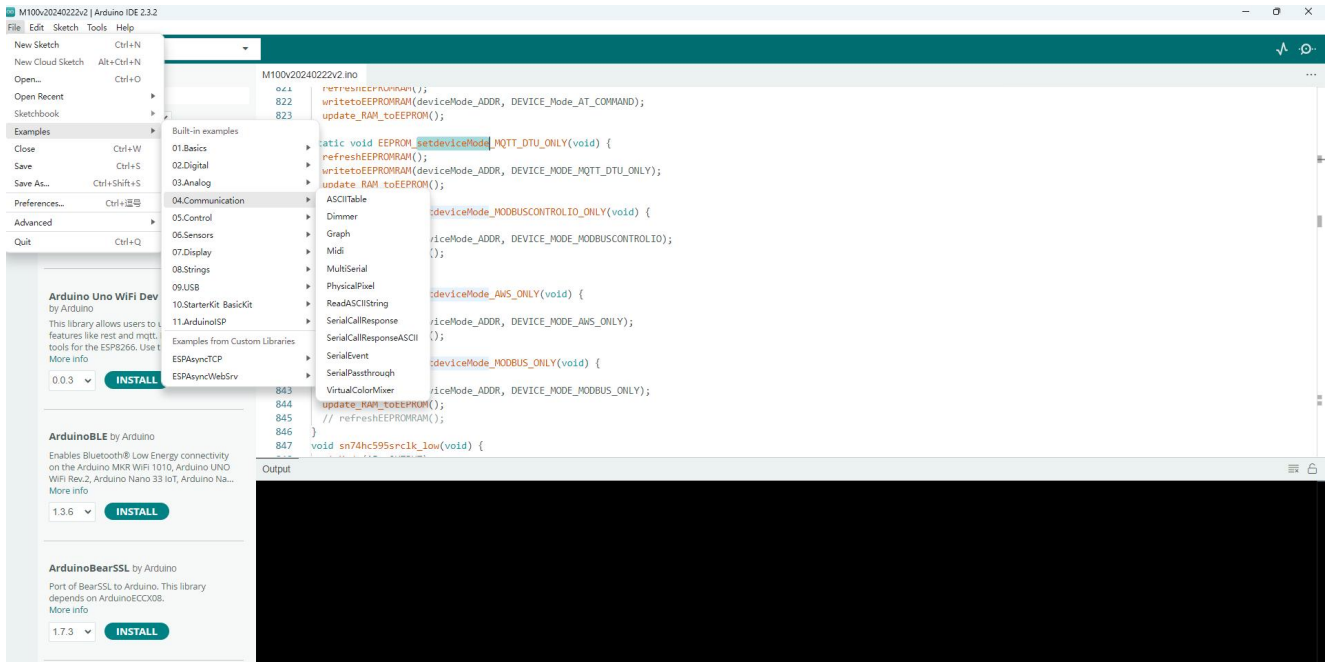 M100v20240222v2 | Arduino IDE 2.3.2
File Edit Sketch Tools Help
New Sketch Ctrl+N
New Cloud Sketch Alt+Ctrl+N
Open... Ctrl+O
Open Recent
Sketchbook
Examples
Close Ctrl+W
Save Ctrl+S
Save As... Ctrl+Shift+S
Preferences... Ctrl+逗号
Advanced
Quit Ctrl+Q
Built-in examples
01.Basics
02.Digital
03.Analog
04.Communication
05.Control
06.Sensors
07.Display
08.Strings
09.USB
10.StarterKit_BasicKit
11.ArduinoISP
Examples from Custom Libraries
ESPAsyncTCP
ESPAsyncWebSrv
ASCIITable
Dimmer
Graph
Midi
MultiSerial
PhysicalPixel
ReadASCIIString
SerialCallResponse
SerialCallResponseASCII
SerialEvent
SerialPassthrough
VirtualColorMixer
Arduino Uno WiFi Dev
by Arduino
This library allows users to u
features like rest and mqtt.
tools for the ESP8266. Use t
More info
0.0.3 INSTALL
ArduinoBLE by Arduino
Enables Bluetooth® Low Energy connectivity
on the Arduino MKR WiFi 1010, Arduino UNO
WiFi Rev.2, Arduino Nano 33 IoT, Arduino Na...
More info
1.3.6 INSTALL
ArduinoBearSSL by Arduino
Port of BearSSL to Arduino. This library
depends on ArduinoECCX08.
More info
1.7.3 INSTALL
M100v20240222v2.ino
821 refreshEEPROMRAM();
822 writetoEEPROMRAM(deviceMode_ADDR, DEVICE_Mode_AT_COMMAND);
823 update_RAM_toEEPROM();
tatic void EEPROM_setdeviceMode_MQTT_DTU_ONLY(void) {
refreshEEPROMRAM();
writetoEEPROMRAM(deviceMode_ADDR, DEVICE_MODE_MQTT_DTU_ONLY);
update_RAM_toEEPROM();
tdeviceMode_MODBUSCONTROLIO_ONLY(void) {
viceMode_ADDR, DEVICE_MODE_MODBUSCONTROLIO);
();
tdeviceMode_AWS_ONLY(void) {
viceMode_ADDR, DEVICE_MODE_AWS_ONLY);
();
tdeviceMode_MODBUS_ONLY(void) {
843 viceMode_ADDR, DEVICE_MODE_MODBUS_ONLY);
844 update_RAM_toEEPROM();
845 // refreshEEPROMRAM();
846 }
847 void sn74hc595srclk_low(void) {
Output